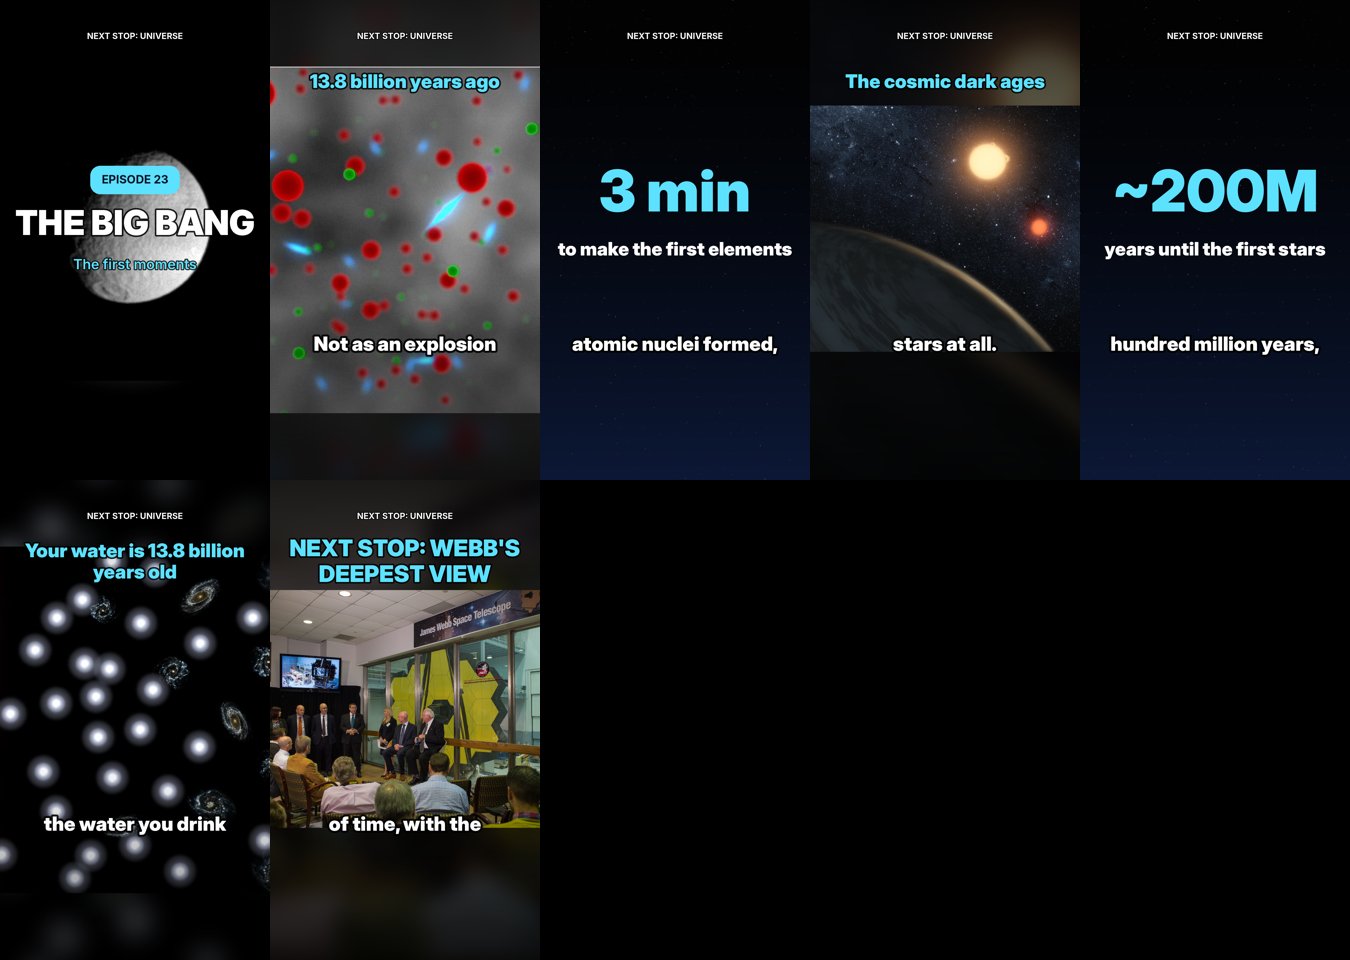 NEXT STOP: UNIVERSE
EPISODE 23
THE BIG BANG
The first moments
NEXT STOP: UNIVERSE
13.8 billion years ago
Not as an explosion
NEXT STOP: UNIVERSE
3 min
to make the first elements
atomic nuclei formed,
NEXT STOP: UNIVERSE
The cosmic dark ages
stars at all.
NEXT STOP: UNIVERSE
~200M
years until the first stars
hundred million years,
NEXT STOP: UNIVERSE
Your water is 13.8 billion
years old
the water you drink
NEXT STOP: UNIVERSE
NEXT STOP: WEBB'S
DEEPEST VIEW
James Webb Space Telescope
of time, with the